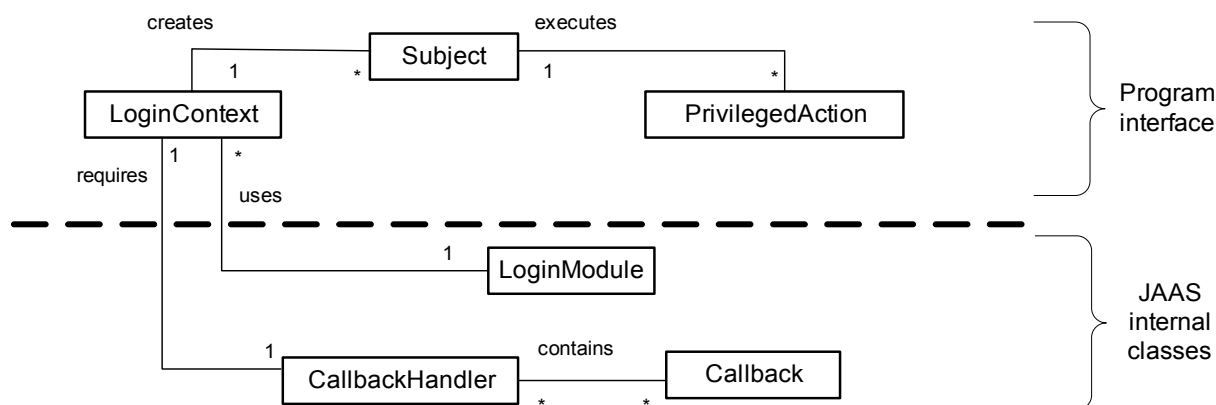 creates
executes
Subject
1
*
1
*
LoginContext
PrivilegedAction
Program
interface
1
*
requires
uses
1
LoginModule
JAAS
internal
classes
1
contains
CallbackHandler
Callback
*
*